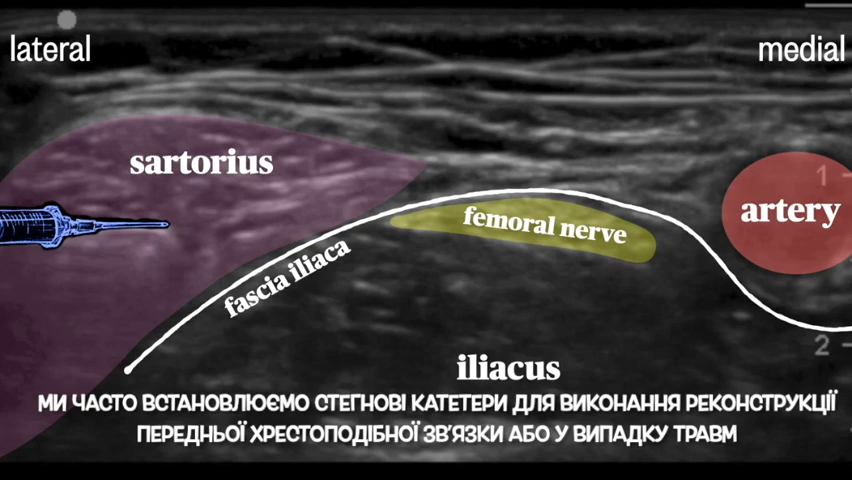 lateral
medial
sartorius
1
artery
femoral nerve
fascia iliaca
2
iliacus
МИ ЧАСТО ВСТАНОВЛЮЄМО СТЕГНОВІ КАТЕТЕРИ ДЛЯ ВИКОНАННЯ РЕКОНСТРУКЦІЇ
ПЕРЕДНЬОЇ ХРЕСТОПОДІБНОЇ ЗВ'ЯЗКИ АБО У ВИПАДКУ ТРАВМ